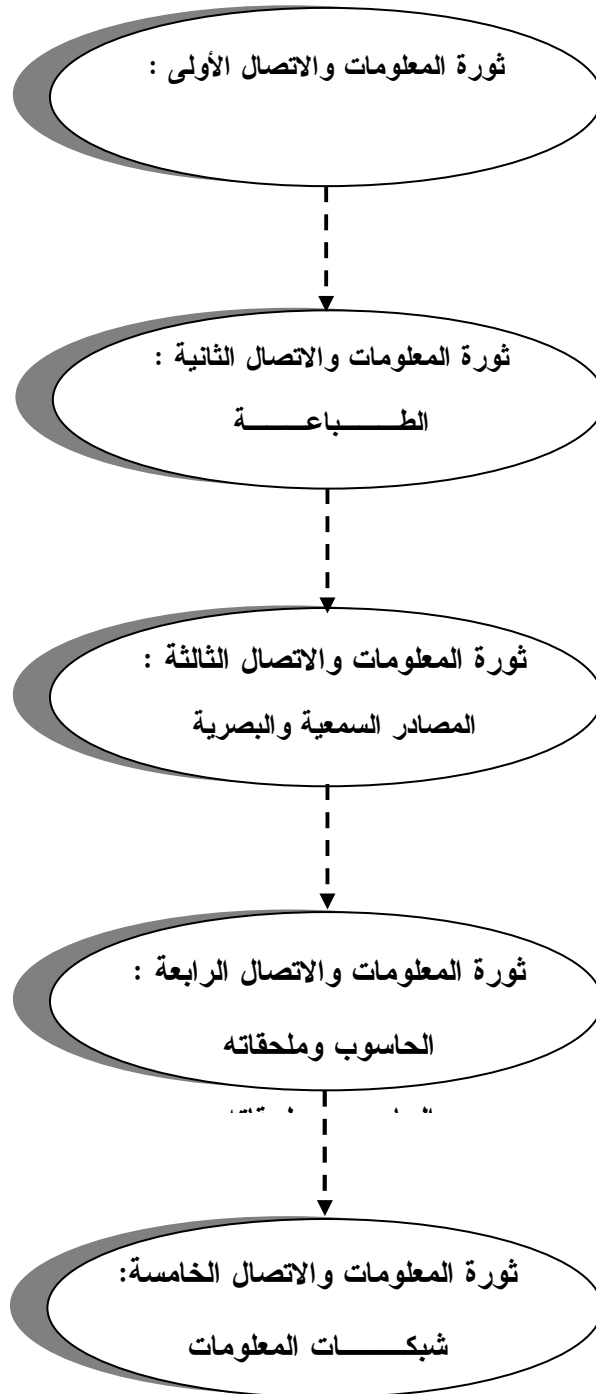 ثورة المعلومات والاتصال الأولى :
ثورة المعلومات والاتصال الثانية :
الطـــــباعــــــة
ثورة المعلومات والاتصال الثالثة :
المصادر السمعية والبصرية
ثورة المعلومات والاتصال الرابعة :
الحاسوب وملحقاته
ثورة المعلومات والاتصال الخامسة:
شبكـــــــات المعلومات